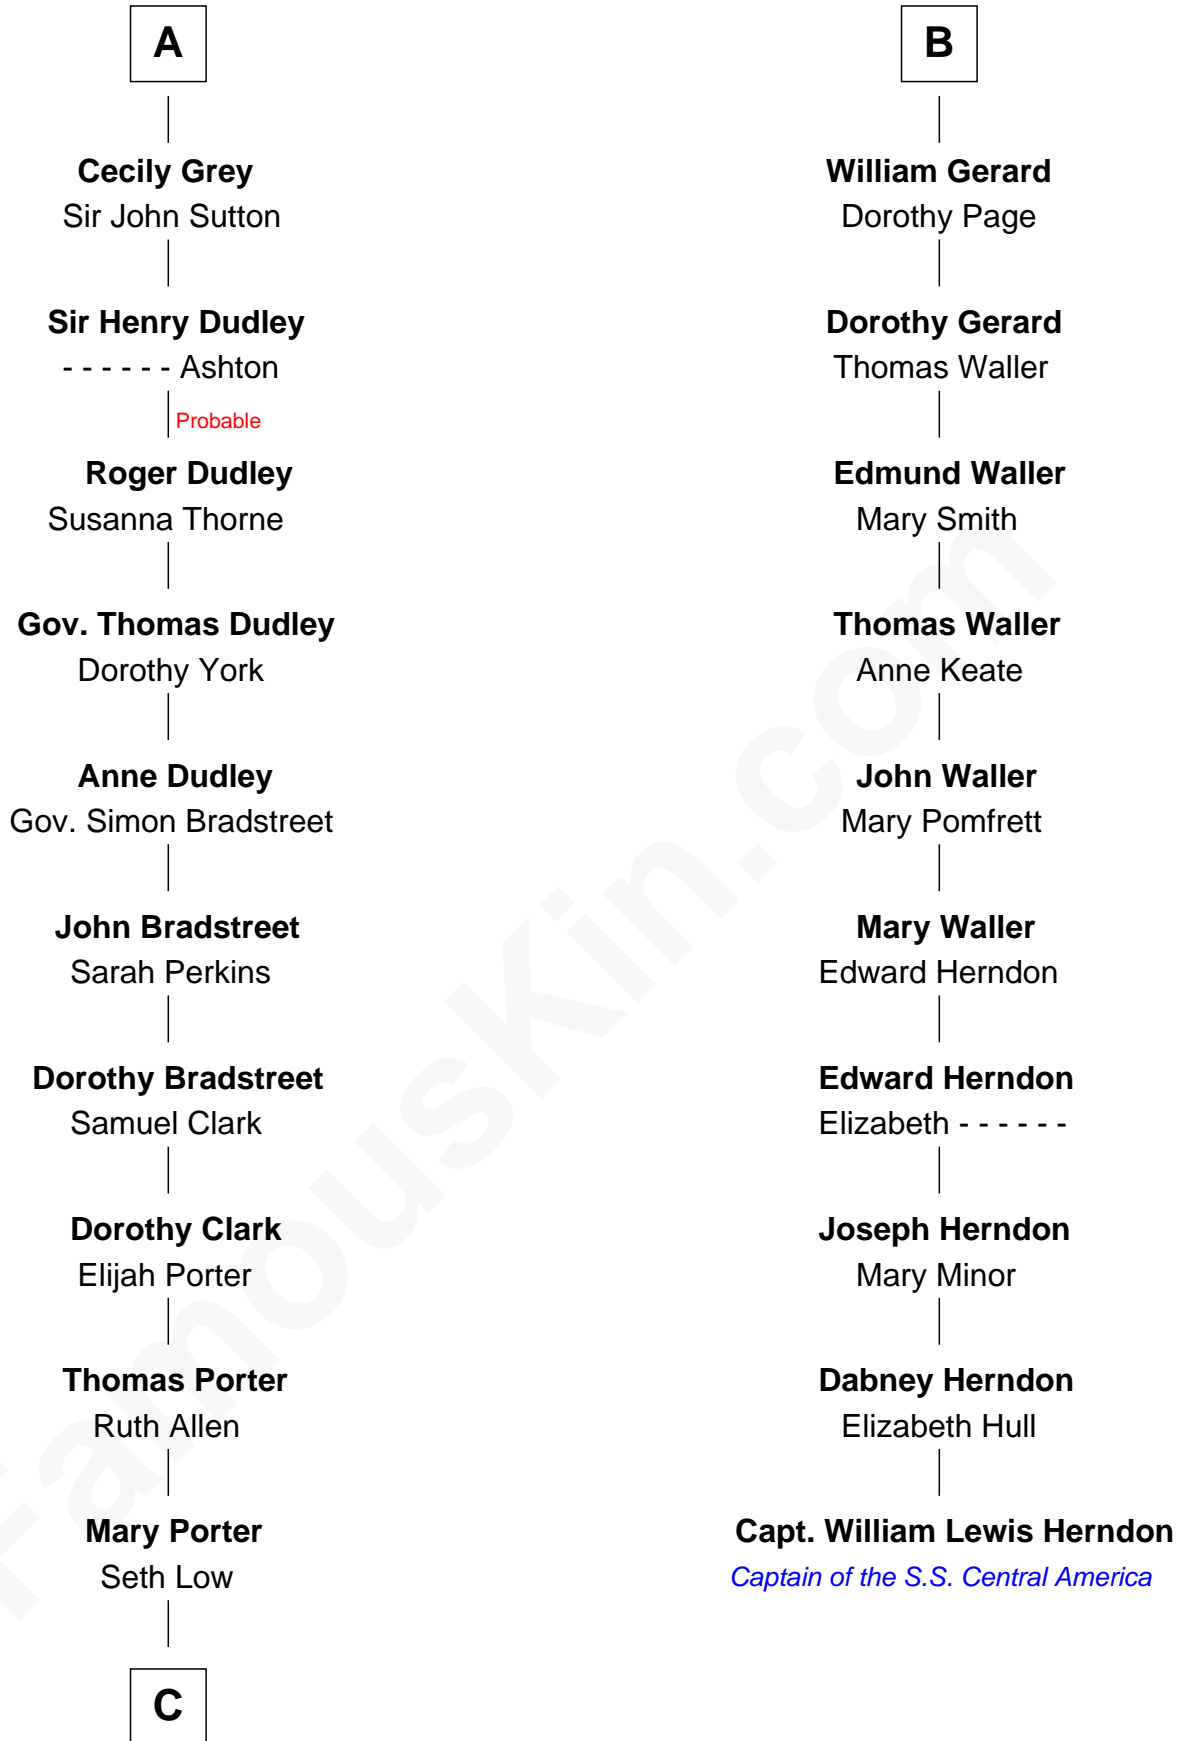 A
Cecily Grey
Sir John Sutton
Sir Henry Dudley
- - - - - - Ashton
Probable
Roger Dudley
Susanna Thorne
Gov. Thomas Dudley
Dorothy York
Anne Dudley
Gov. Simon Bradstreet
John Bradstreet
Sarah Perkins
Dorothy Bradstreet
Samuel Clark
Dorothy Clark
Elijah Porter
Thomas Porter
Ruth Allen
Mary Porter
Seth Low
C
B
William Gerard
Dorothy Page
Dorothy Gerard
Thomas Waller
Edmund Waller
Mary Smith
Thomas Waller
Anne Keate
John Waller
Mary Pomfrett
Mary Waller
Edward Herndon
Edward Herndon
Elizabeth - - - - - -
Joseph Herndon
Mary Minor
Dabney Herndon
Elizabeth Hull
Capt. William Lewis Herndon
Captain of the S.S. Central America
FamousKin.com